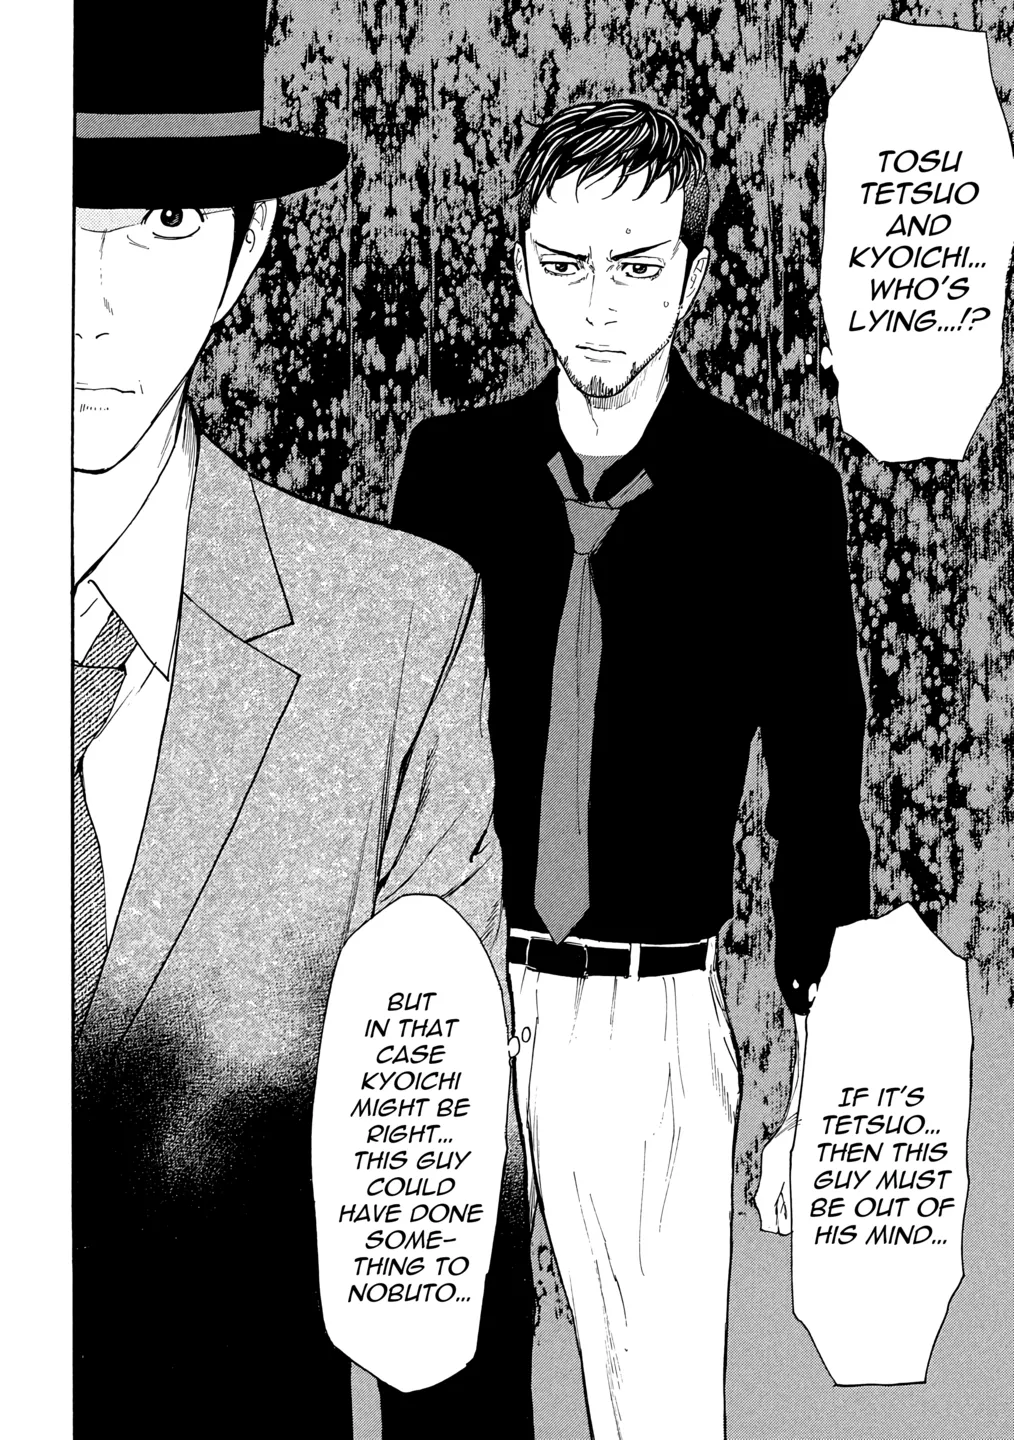 TOSU
TETSUO
AND
KYOICHI...
WHO'S
LYING...!?
IF IT'S
TETSUO...
THEN THIS
GUY MUST
BE OUT OF
HIS MIND...
BUT
IN THAT
CASE
KYOICHI
MIGHT BE
RIGHT...
THIS GUY
COULD
HAVE DONE
SOME-
THING TO
NOBUTO...